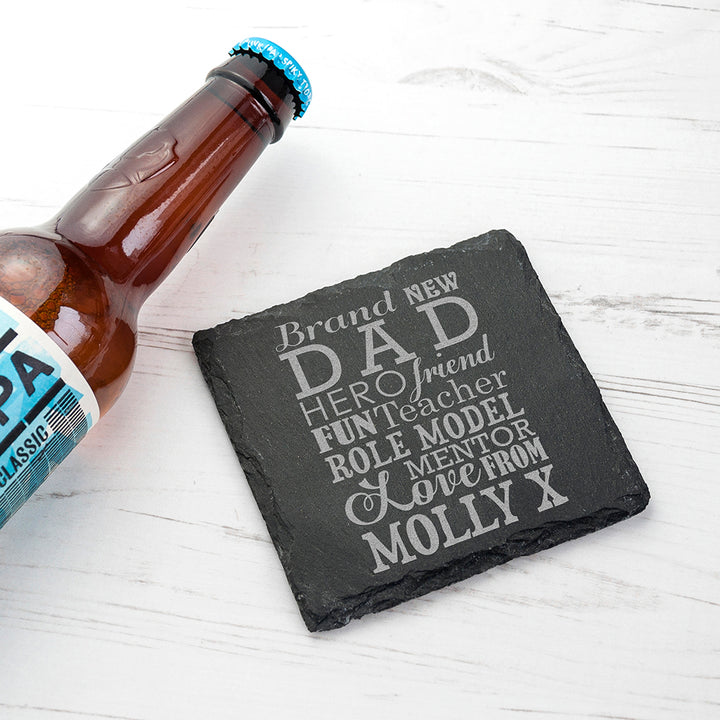 Brand NEW
DAD
HERO friend
FUN Teacher
ROLE MODEL
MENTOR
Love FROM
MOLLY X
PA
CLASSIC